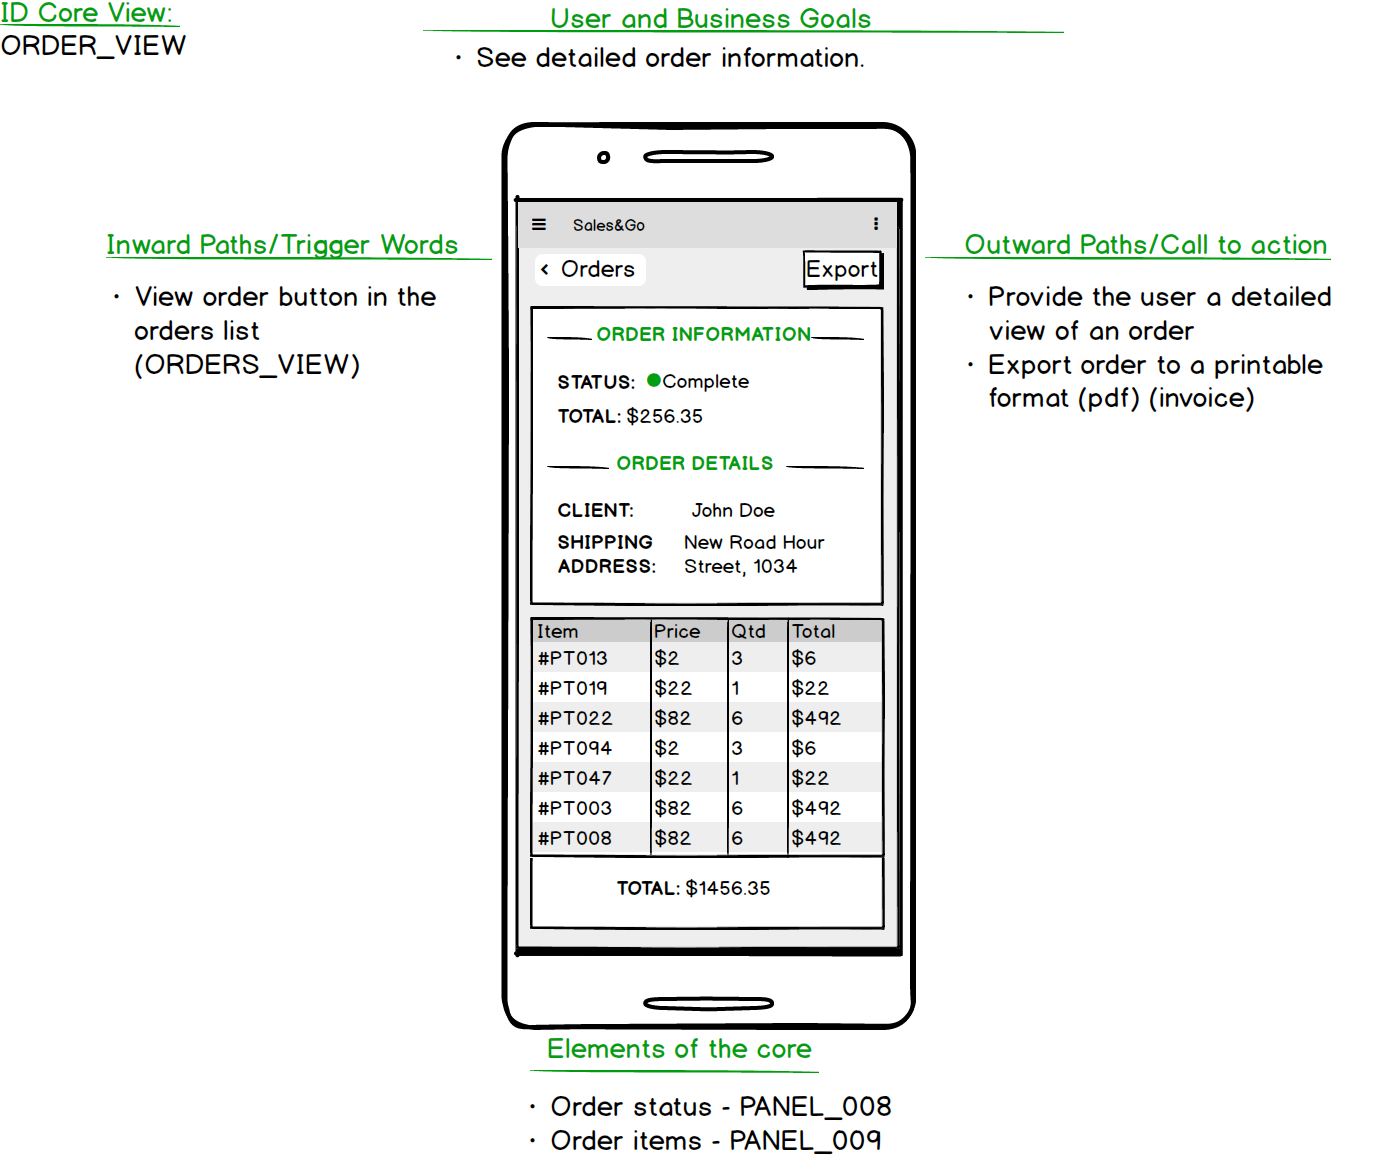 ID Core View:
ORDER_VIEW
User and Business Goals
• See detailed order information.
Inward Paths/Trigger Words
• View order button in the
orders list
(ORDERS_VIEW)
Sales&Go
< Orders
Export
ORDER INFORMATION
STATUS: Complete
TOTAL: $256.35
ORDER DETAILS
CLIENT: John Doe
SHIPPING New Road Hour
ADDRESS: Street, 1034
Item Price Qtd Total
#PT013 $2 3 $6
#PT019 $22 1 $22
#PT022 $82 6 $492
#PT094 $2 3 $6
#PT047 $22 1 $22
#PT003 $82 6 $492
#PT008 $82 6 $492
TOTAL: $1456.35
Outward Paths/Call to action
• Provide the user a detailed
view of an order
• Export order to a printable
format (pdf) (invoice)
Elements of the core
• Order status - PANEL_008
• Order items - PANEL_009